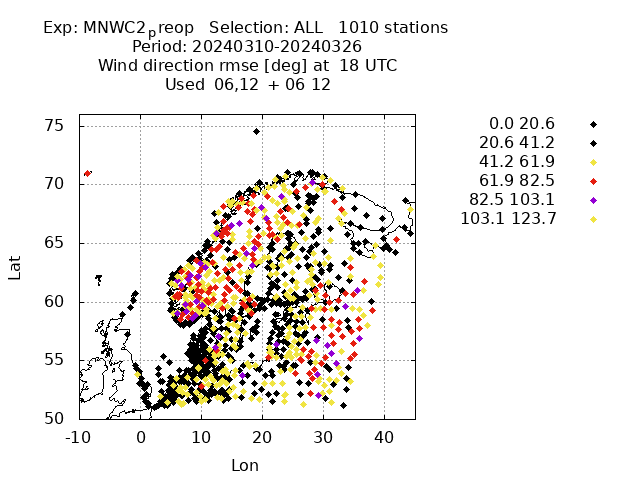 Exp: MNWC2preop Selection: ALL 1010 stations
Period: 20240310-20240326
Wind direction rmse [deg] at 18 UTC
Used 06,12 + 06 12
0.0 20.6
20.6 41.2
41.2 61.9
61.9 82.5
82.5 103.1
103.1 123.7
75
70
65
60
55
50
Lat
-10 0 10 20 30 40
Lon